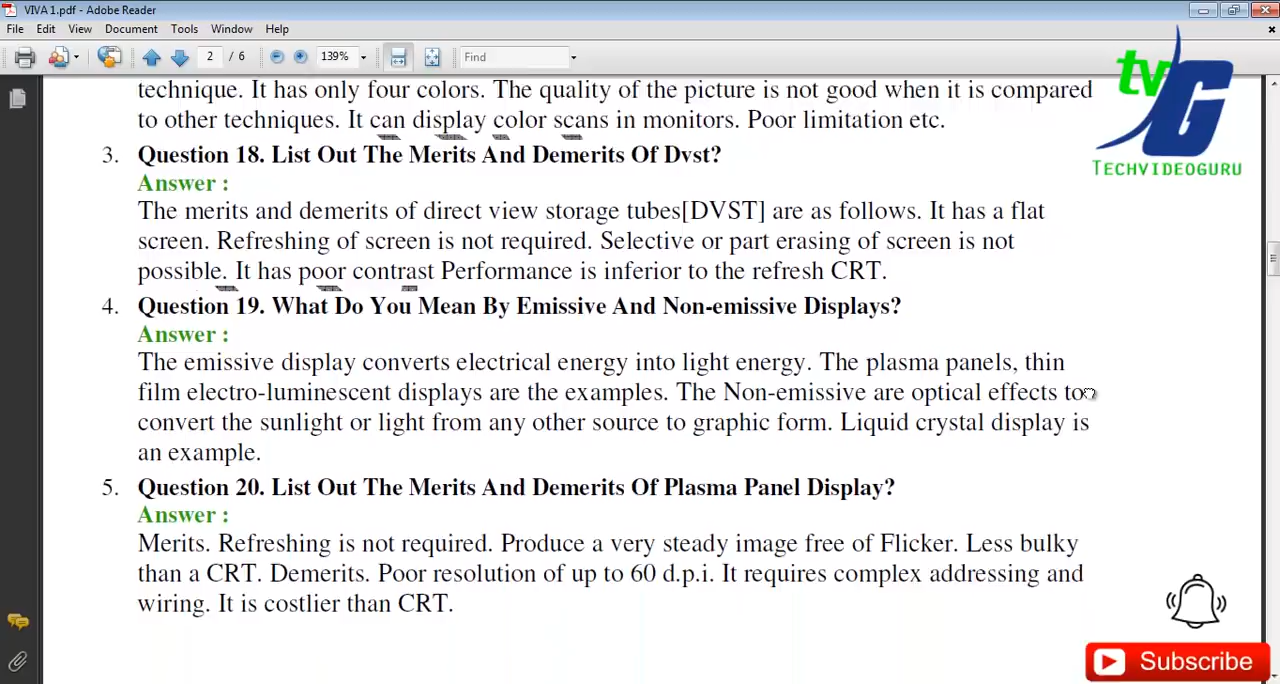 VIVA 1.pdf - Adobe Reader
File Edit View Document Tools Window Help
2 / 6 139% Find
technique. It has only four colors. The quality of the picture is not good when it is compared
to other techniques. It can display color scans in monitors. Poor limitation etc.
3. Question 18. List Out The Merits And Demerits Of Dvst?
Answer :
The merits and demerits of direct view storage tubes[DVST] are as follows. It has a flat
screen. Refreshing of screen is not required. Selective or part erasing of screen is not
possible. It has poor contrast Performance is inferior to the refresh CRT.
4. Question 19. What Do You Mean By Emissive And Non-emissive Displays?
Answer :
The emissive display converts electrical energy into light energy. The plasma panels, thin
film electro-luminescent displays are the examples. The Non-emissive are optical effects to
convert the sunlight or light from any other source to graphic form. Liquid crystal display is
an example.
5. Question 20. List Out The Merits And Demerits Of Plasma Panel Display?
Answer :
Merits. Refreshing is not required. Produce a very steady image free of Flicker. Less bulky
than a CRT. Demerits. Poor resolution of up to 60 d.p.i. It requires complex addressing and
wiring. It is costlier than CRT.
tv G
TECHVIDEOGURU
Subscribe